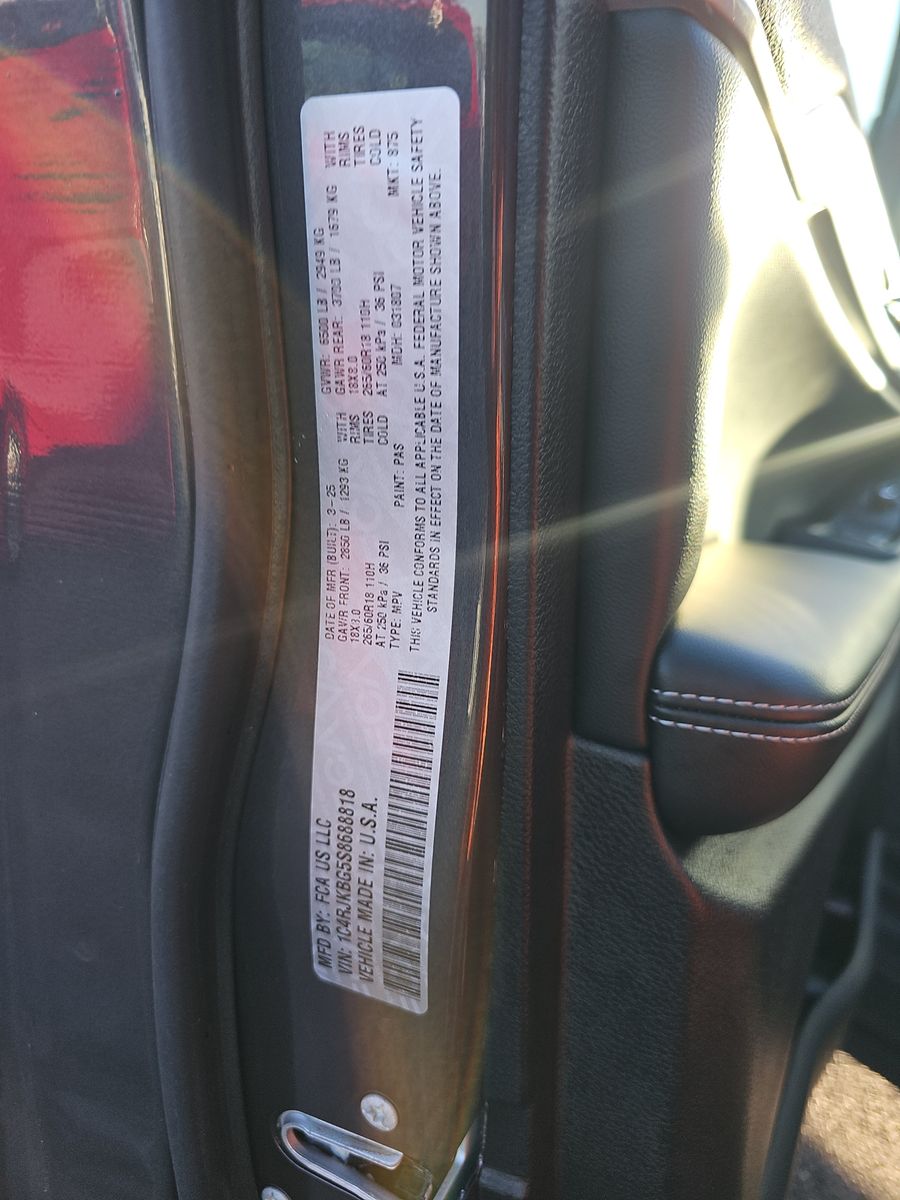 MFD BY: FCA US LLC
VIN: 1C4RJKBG5S8688818
VEHICLE MADE IN: U.S.A.
DATE OF MFR (BUILT): 3-25 GVWR: 6500 LB / 2949 KG
GAWR FRONT: 2850 LB / 1293 KG WITH GAWR REAR: 3700 LB / 1679 KG WITH
18X8.0 RIMS 18X8.0 RIMS
265/60R18 110H TIRES 265/60R18 110H TIRES
AT 250 kPa / 36 PSI COLD AT 250 kPa / 36 PSI COLD
TYPE: MPV PAINT: PAS MDH: 031907 MKT: 875
THIS VEHICLE CONFORMS TO ALL APPLICABLE U.S.A. FEDERAL MOTOR VEHICLE SAFETY
STANDARDS IN EFFECT ON THE DATE OF MANUFACTURE SHOWN ABOVE.